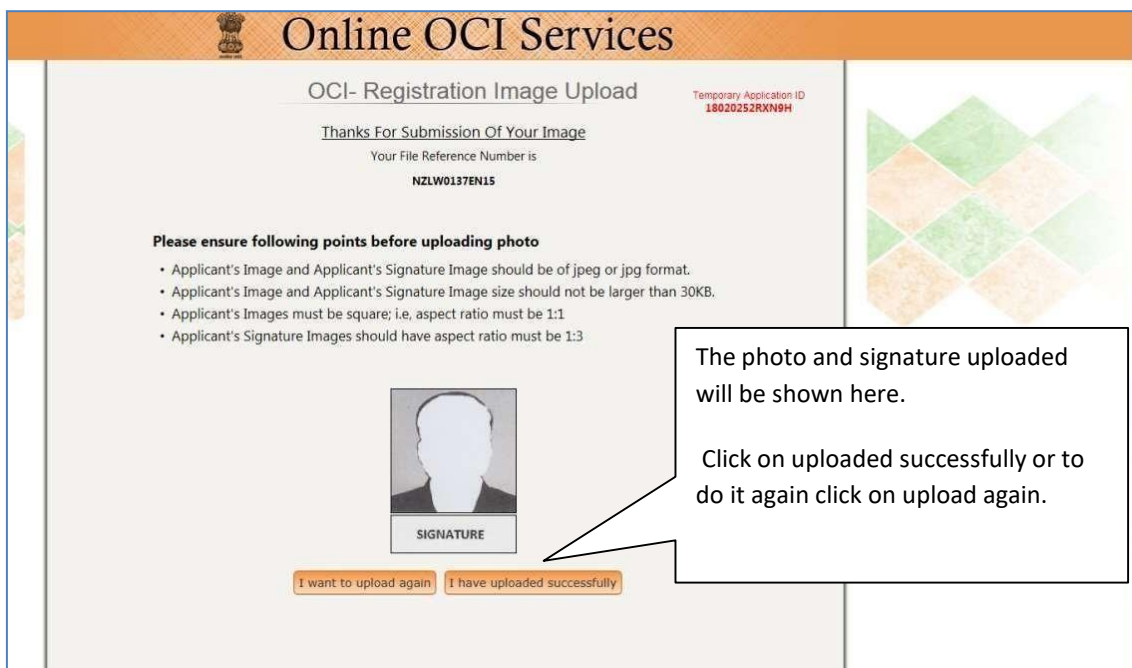 Online OCI Services
OCI- Registration Image Upload
Temporary Application ID
18020252RXN9H
Thanks For Submission Of Your Image
Your File Reference Number is
NZLW0137EN15
Please ensure following points before uploading photo
• Applicant's Image and Applicant's Signature Image should be of jpeg or jpg format.
• Applicant's Image and Applicant's Signature Image size should not be larger than 30KB.
• Applicant's Images must be square; i.e, aspect ratio must be 1:1
• Applicant's Signature Images should have aspect ratio must be 1:3
The photo and signature uploaded
will be shown here.
Click on uploaded successfully or to
do it again click on upload again.
SIGNATURE
I want to upload again
I have uploaded successfully